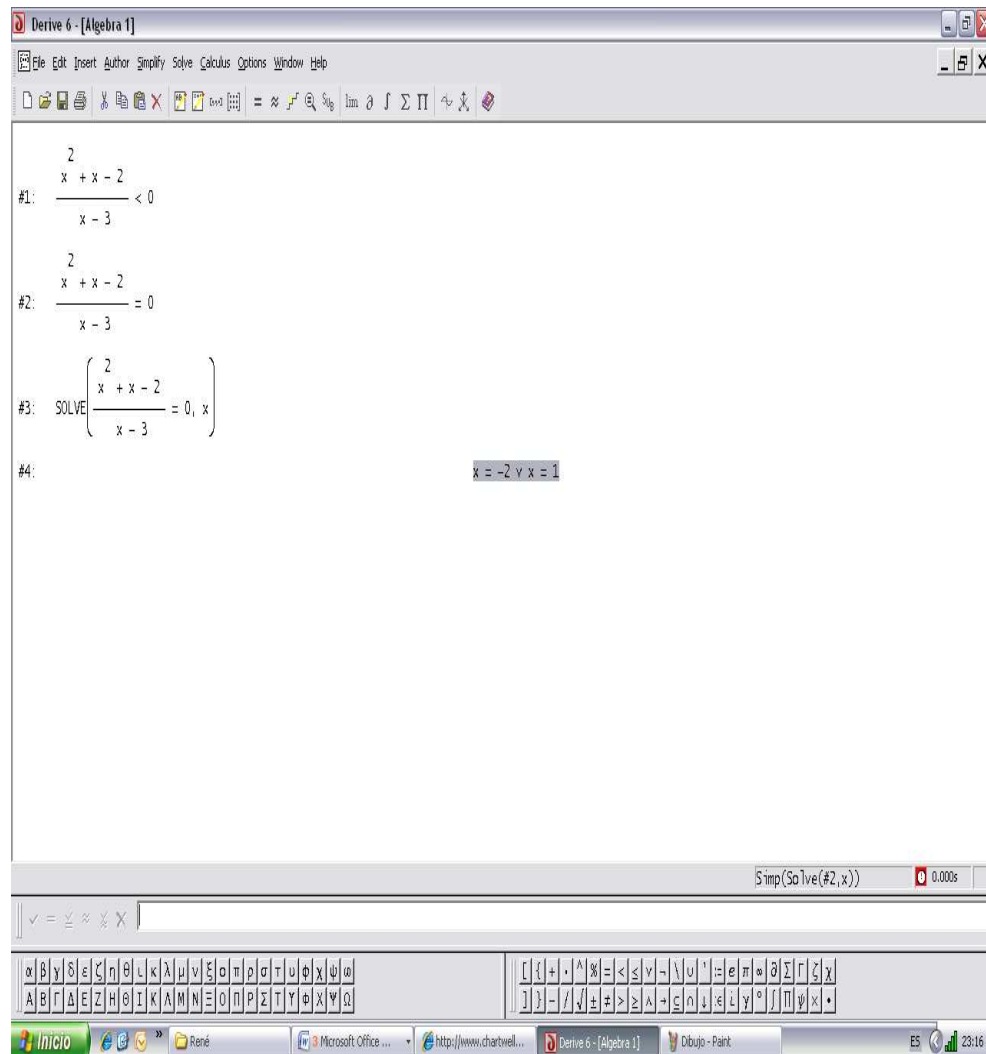 Derive 6 - [Algebra 1]
File Edit Insert Author Simplify Solve Calculus Options Window Help
= ≈ lim ∂ ∫ Σ Π
#1: (x^2 + x - 2)/(x - 3) < 0
#2: (x^2 + x - 2)/(x - 3) = 0
#3: SOLVE((x^2 + x - 2)/(x - 3) = 0, x)
#4: x = -2 ∨ x = 1
Simp(Solve(#2,x)) 0.000s
α β γ δ ε ζ η θ ι κ λ μ ν ξ ο π ρ σ τ υ φ χ ψ ω
Α Β Γ Δ Ε Ζ Η Θ Ι Κ Λ Μ Ν Ξ Ο Π Ρ Σ Τ Υ Φ Χ Ψ Ω
Inicio René 3 Microsoft Office ... http://www.chartwell... Derive 6 - [Algebra 1] Dibujo - Paint ES 23:16